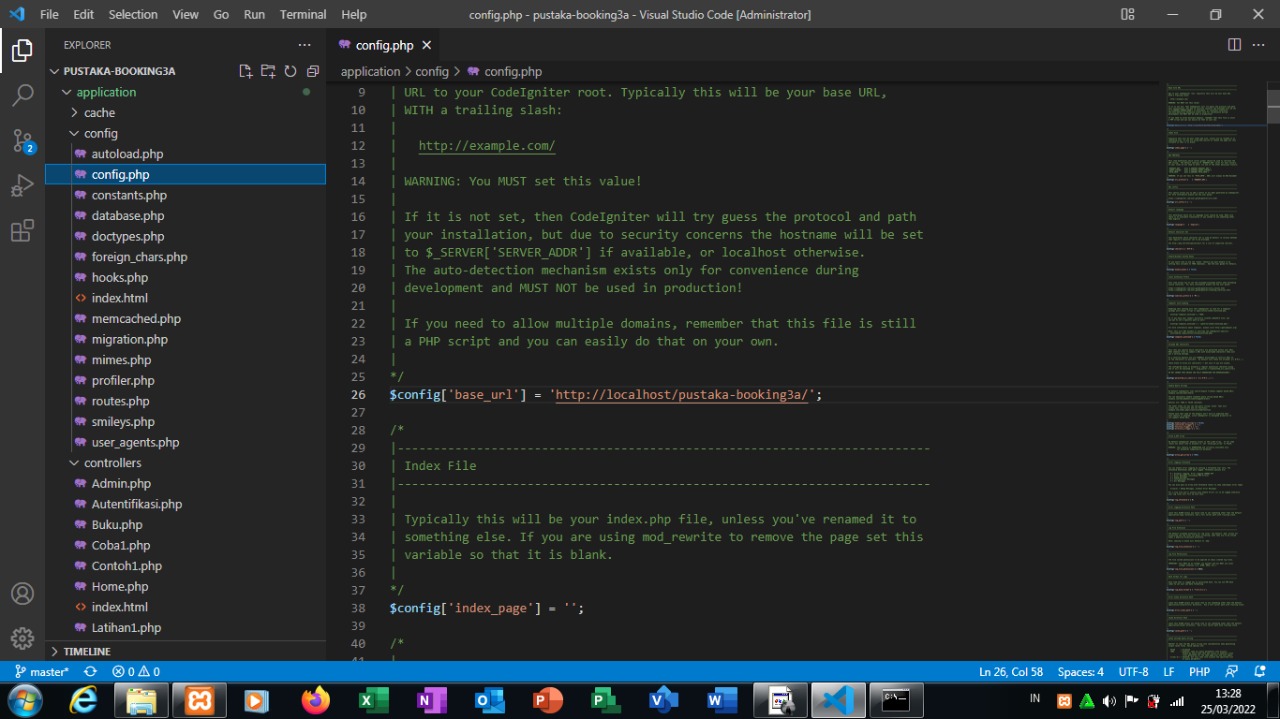 File Edit Selection View Go Run Terminal Help
config.php - pustaka-booking3a - Visual Studio Code [Administrator]
EXPLORER
PUSTAKA-BOOKING3A
application
cache
config
autoload.php
config.php
constants.php
database.php
doctypes.php
foreign_chars.php
hooks.php
index.html
memcached.php
migration.php
mimes.php
profiler.php
routes.php
smileys.php
user_agents.php
controllers
Admin.php
Autentifikasi.php
Buku.php
Coba1.php
Contoh1.php
Home.php
index.html
Latihan1.php
TIMELINE
2
config.php
application > config > config.php
9 | URL to your CodeIgniter root. Typically this will be your base URL,
10 | WITH a trailing slash:
11 |
12 | http://example.com/
13 |
14 | WARNING: You MUST set this value!
15 |
16 | If it is not set, then CodeIgniter will try guess the protocol and path
17 | your installation, but due to security concerns the hostname will be set
18 | to $_SERVER['SERVER_ADDR'] if available, or localhost otherwise.
19 | The auto-detection mechanism exists only for convenience during
20 | development and MUST NOT be used in production!
21 |
22 | If you need to allow multiple domains, remember that this file is still
23 | a PHP script and you can easily do that on your own.
24 |
25 */
26 $config['base_url'] = 'http://localhost/pustaka-booking3a/';
27
28 /*
29 |--------------------------------------------------------------------------
30 | Index File
31 |--------------------------------------------------------------------------
32 |
33 | Typically this will be your index.php file, unless you've renamed it to
34 | something else. If you are using mod_rewrite to remove the page set this
35 | variable so that it is blank.
36 |
37 */
38 $config['index_page'] = '';
39
40 /*
41 |
master* 0 0
Ln 26, Col 58 Spaces: 4 UTF-8 LF PHP
IN
13:28
25/03/2022